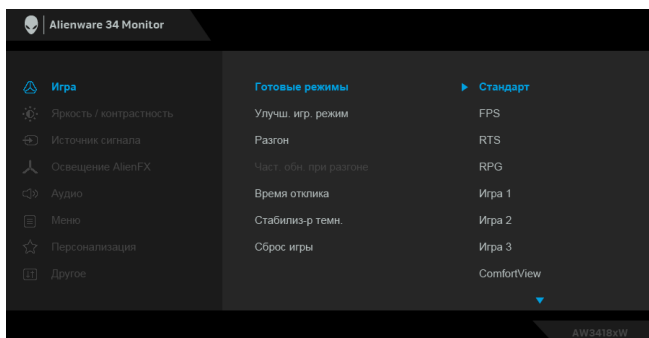 Alienware 34 Monitor
Игра
Готовые режимы
Стандарт
Яркость / контрастность
Улучш. игр. режим
FPS
Источник сигнала
Разгон
RTS
Освещение AlienFX
Част. обн. при разгоне
RPG
Аудио
Время отклика
Игра 1
Меню
Стабилиз-р темн.
Игра 2
Персонализация
Сброс игры
Игра 3
Другое
ComfortView
AW3418xW